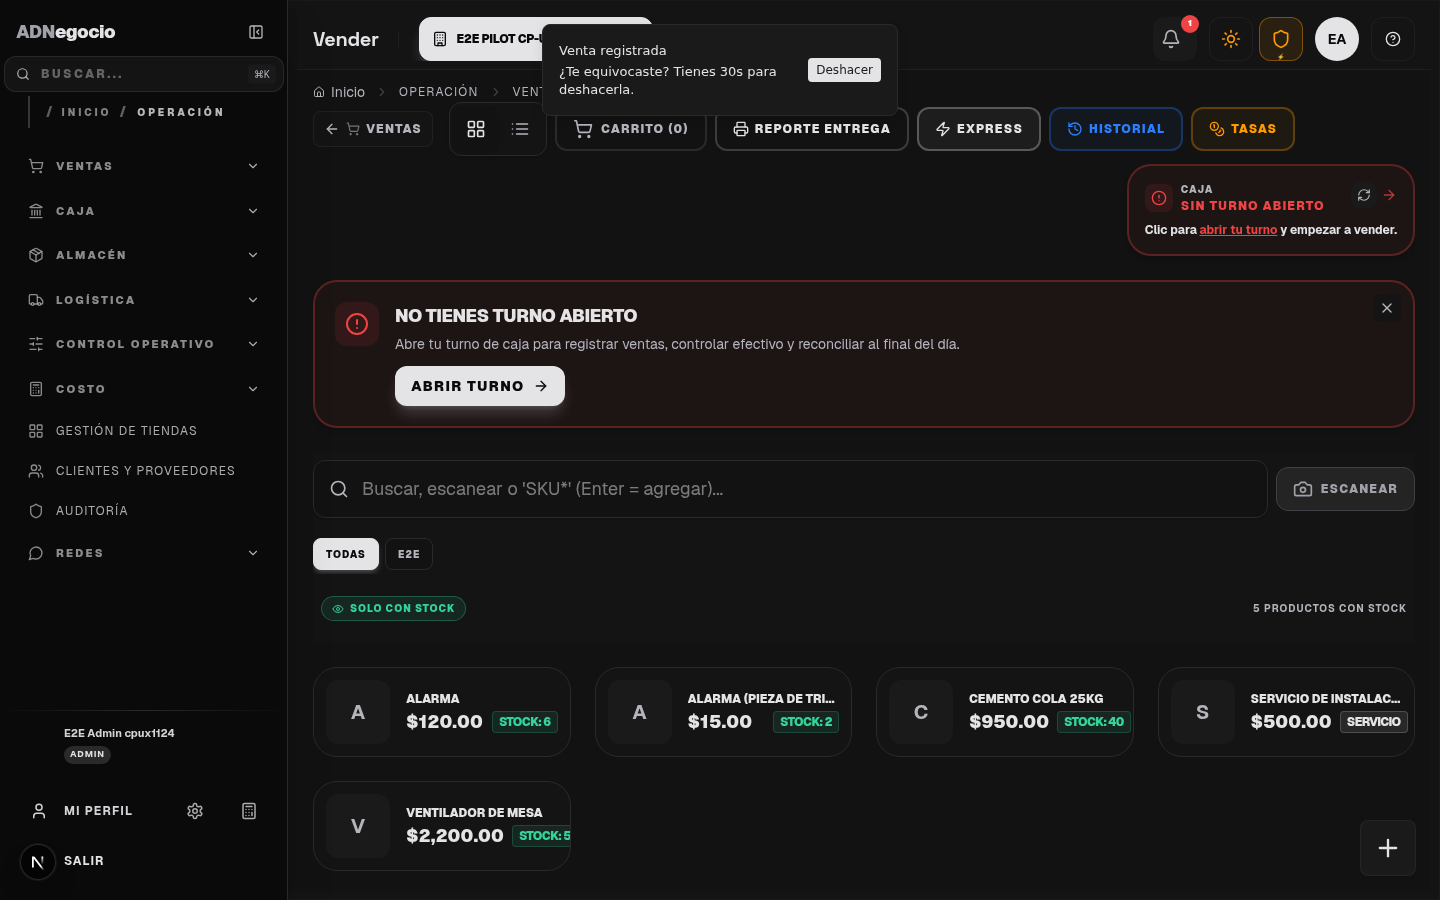 ADNegocio
BUSCAR...
⌘K
/ INICIO / OPERACIÓN
VENTAS
CAJA
ALMACÉN
LOGÍSTICA
CONTROL OPERATIVO
COSTO
GESTIÓN DE TIENDAS
CLIENTES Y PROVEEDORES
AUDITORÍA
REDES
E2E Admin cpux1124
ADMIN
MI PERFIL
N
SALIR
Vender
E2E PILOT
Venta registrada
¿Te equivocaste? Tienes 30s para
deshacerla.
Deshacer
1
EA
Inicio
OPERACIÓN
VENTAS
CARRITO (0)
REPORTE ENTREGA
EXPRESS
HISTORIAL
TASAS
CAJA
SIN TURNO ABIERTO
Clic para abrir tu turno y empezar a vender.
NO TIENES TURNO ABIERTO
Abre tu turno de caja para registrar ventas, controlar efectivo y reconciliar al final del día.
ABRIR TURNO
Buscar, escanear o 'SKU*' (Enter = agregar)...
ESCANEAR
TODAS
E2E
SOLO CON STOCK
5 PRODUCTOS CON STOCK
A
ALARMA
$120.00
STOCK: 6
A
ALARMA (PIEZA DE TRI...
$15.00
STOCK: 2
C
CEMENTO COLA 25KG
$950.00
STOCK: 40
S
SERVICIO DE INSTALAC...
$500.00
SERVICIO
V
VENTILADOR DE MESA
$2,200.00
STOCK: 5